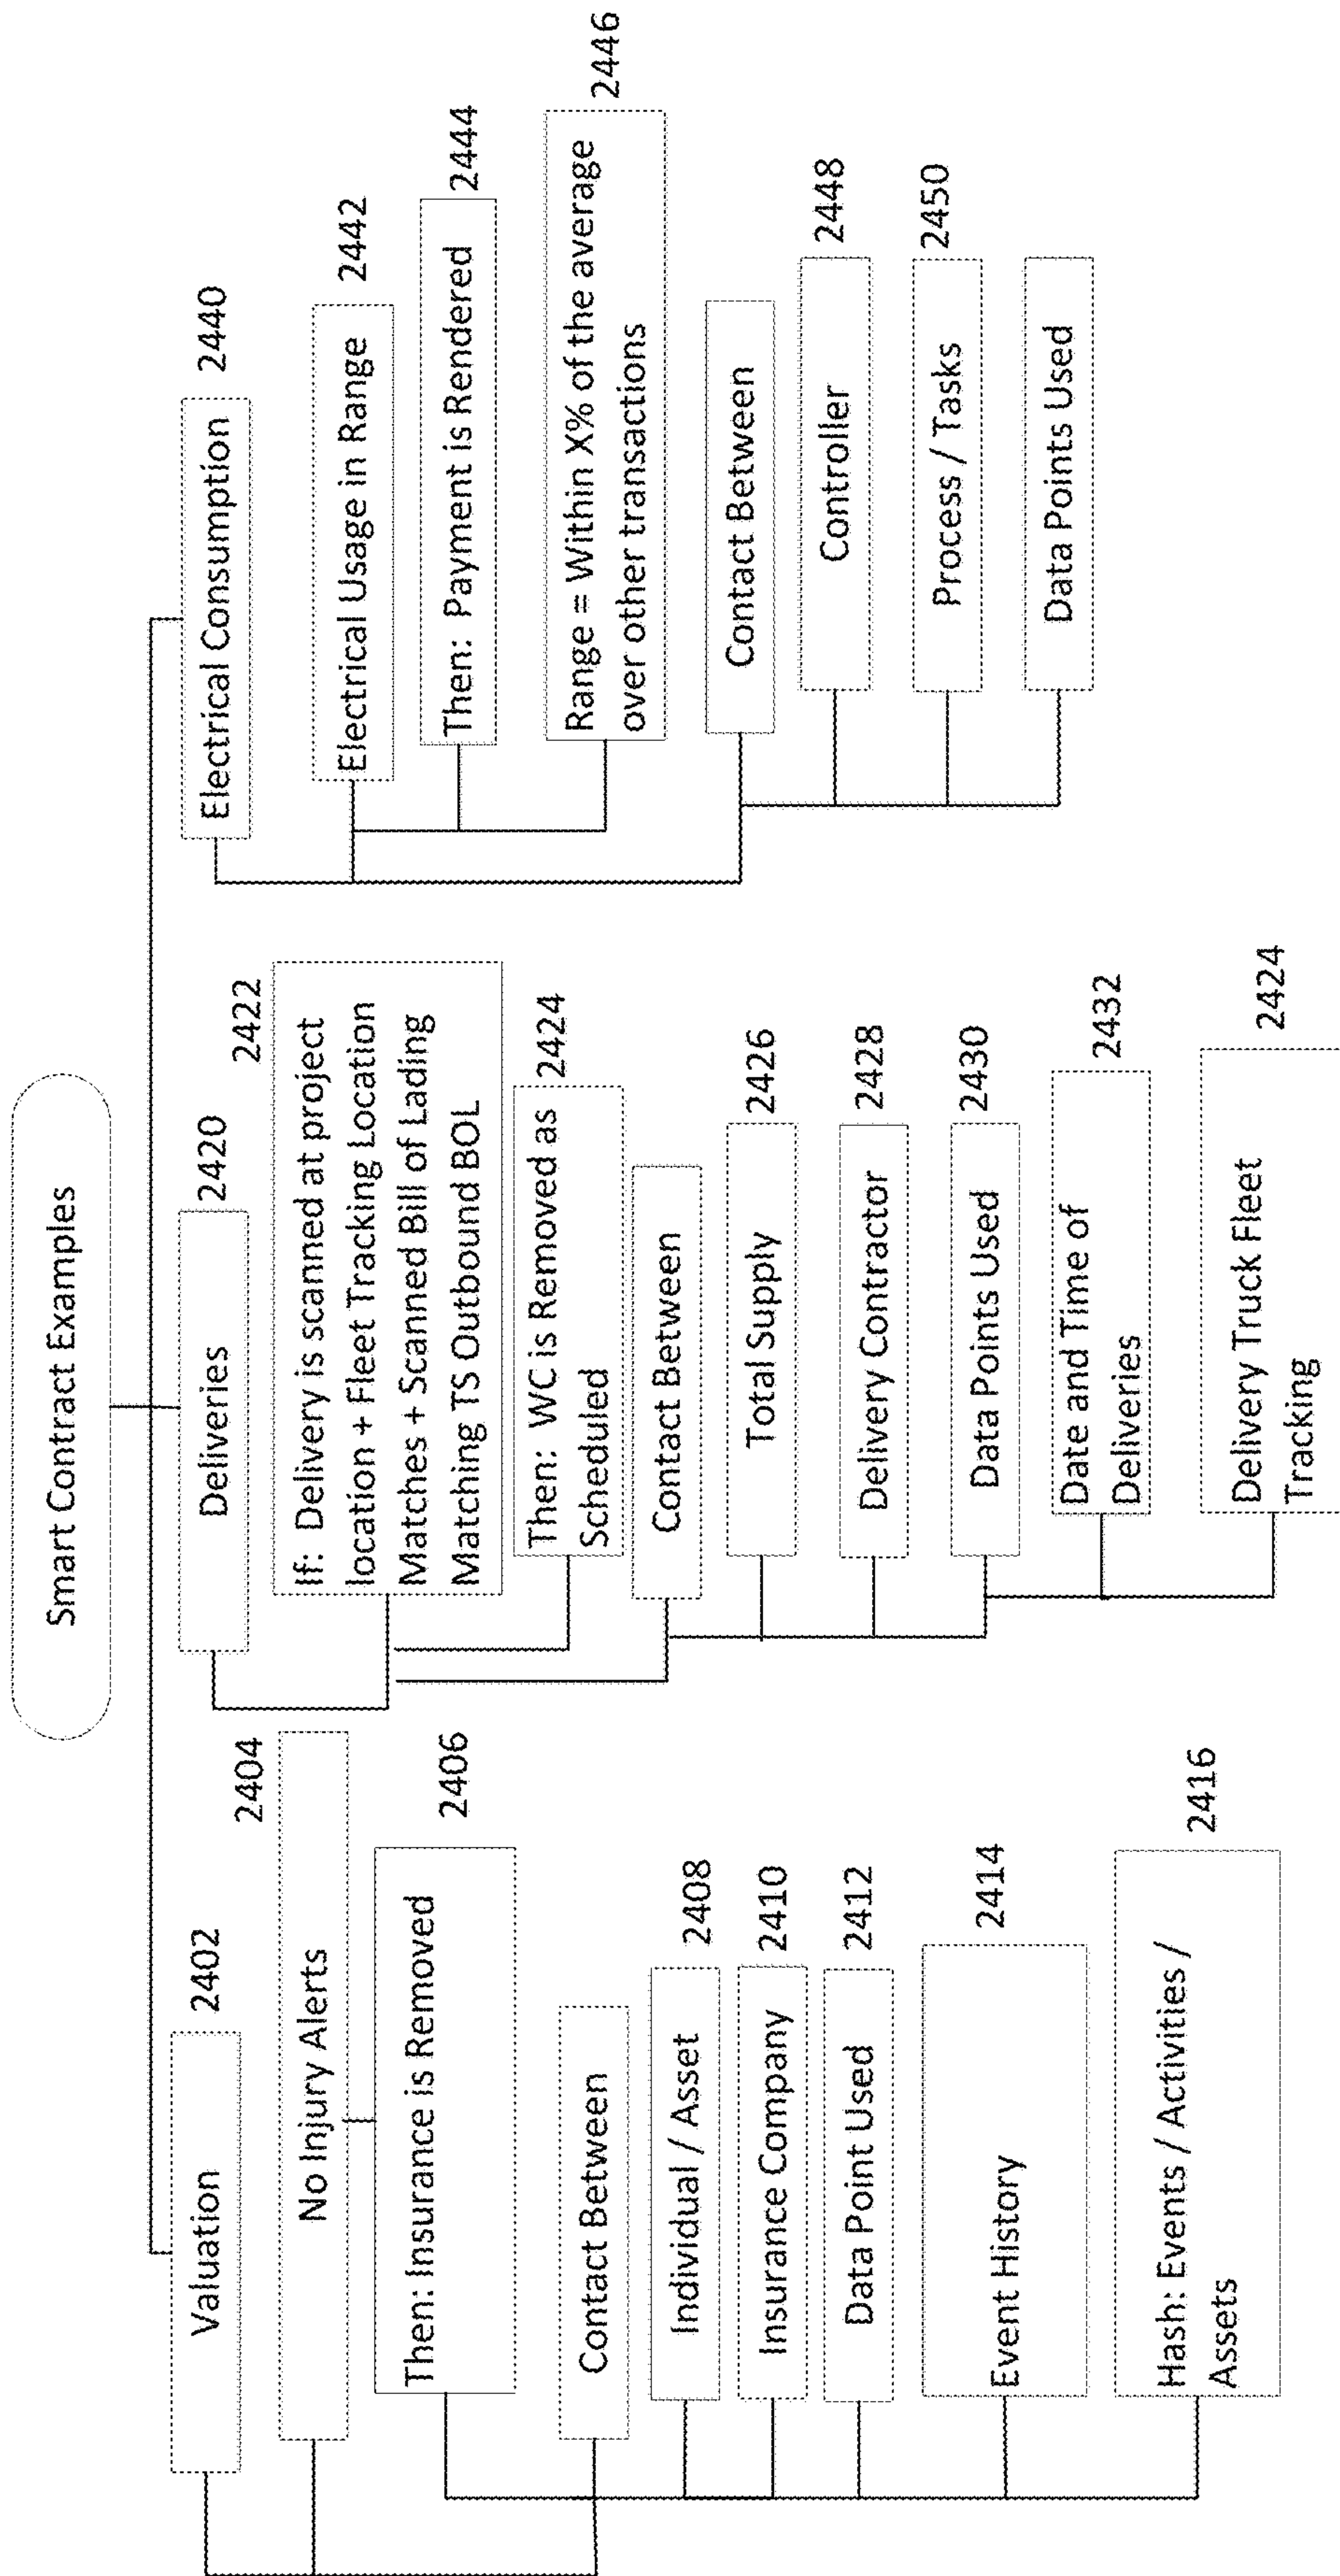 Smart Contract Examples
Valuation
2402
No Injury Alerts
2404
Then: Insurance is Removed
2406
Contact Between
Individual / Asset
2408
Insurance Company
2410
Data Point Used
2412
Event History
2414
Hash: Events / Activities /
Assets
2416
Deliveries
2420
If: Delivery is scanned at project
location + Fleet Tracking Location
Matches + Scanned Bill of Lading
Matching TS Outbound BOL
2422
Then: WC is Removed as
Scheduled
2424
Contact Between
Total Supply
2426
Delivery Contractor
2428
Data Points Used
2430
Date and Time of
Deliveries
2432
Delivery Truck Fleet
Tracking
2424
Electrical Consumption
2440
Electrical Usage in Range
2442
Then: Payment is Rendered
2444
Range = Within X% of the average
over other transactions
2446
Contact Between
Controller
2448
Process / Tasks
2450
Data Points Used